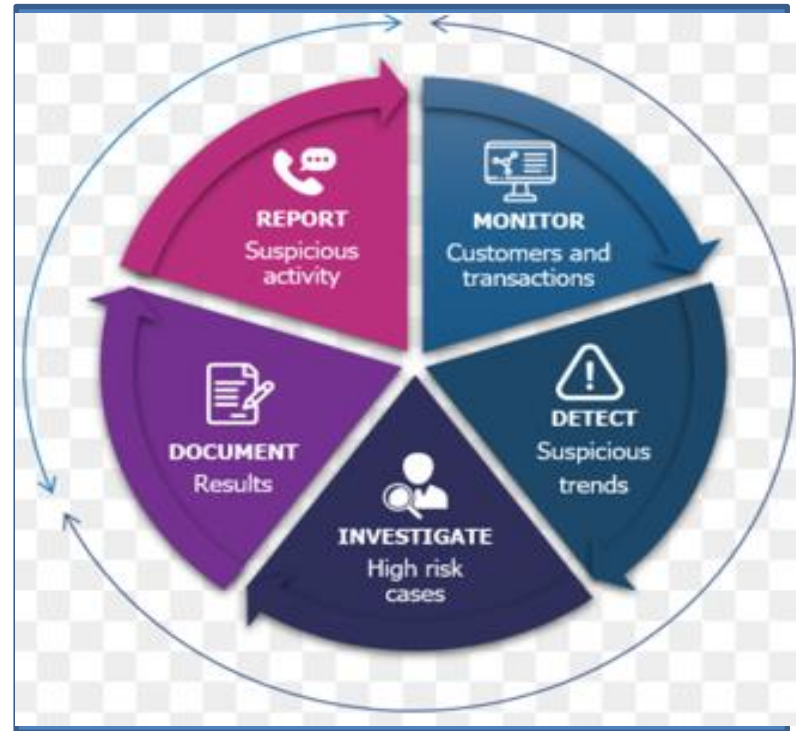 REPORT
Suspicious
activity
MONITOR
Customers and
transactions
DETECT
Suspicious
trends
INVESTIGATE
High risk
cases
DOCUMENT
Results